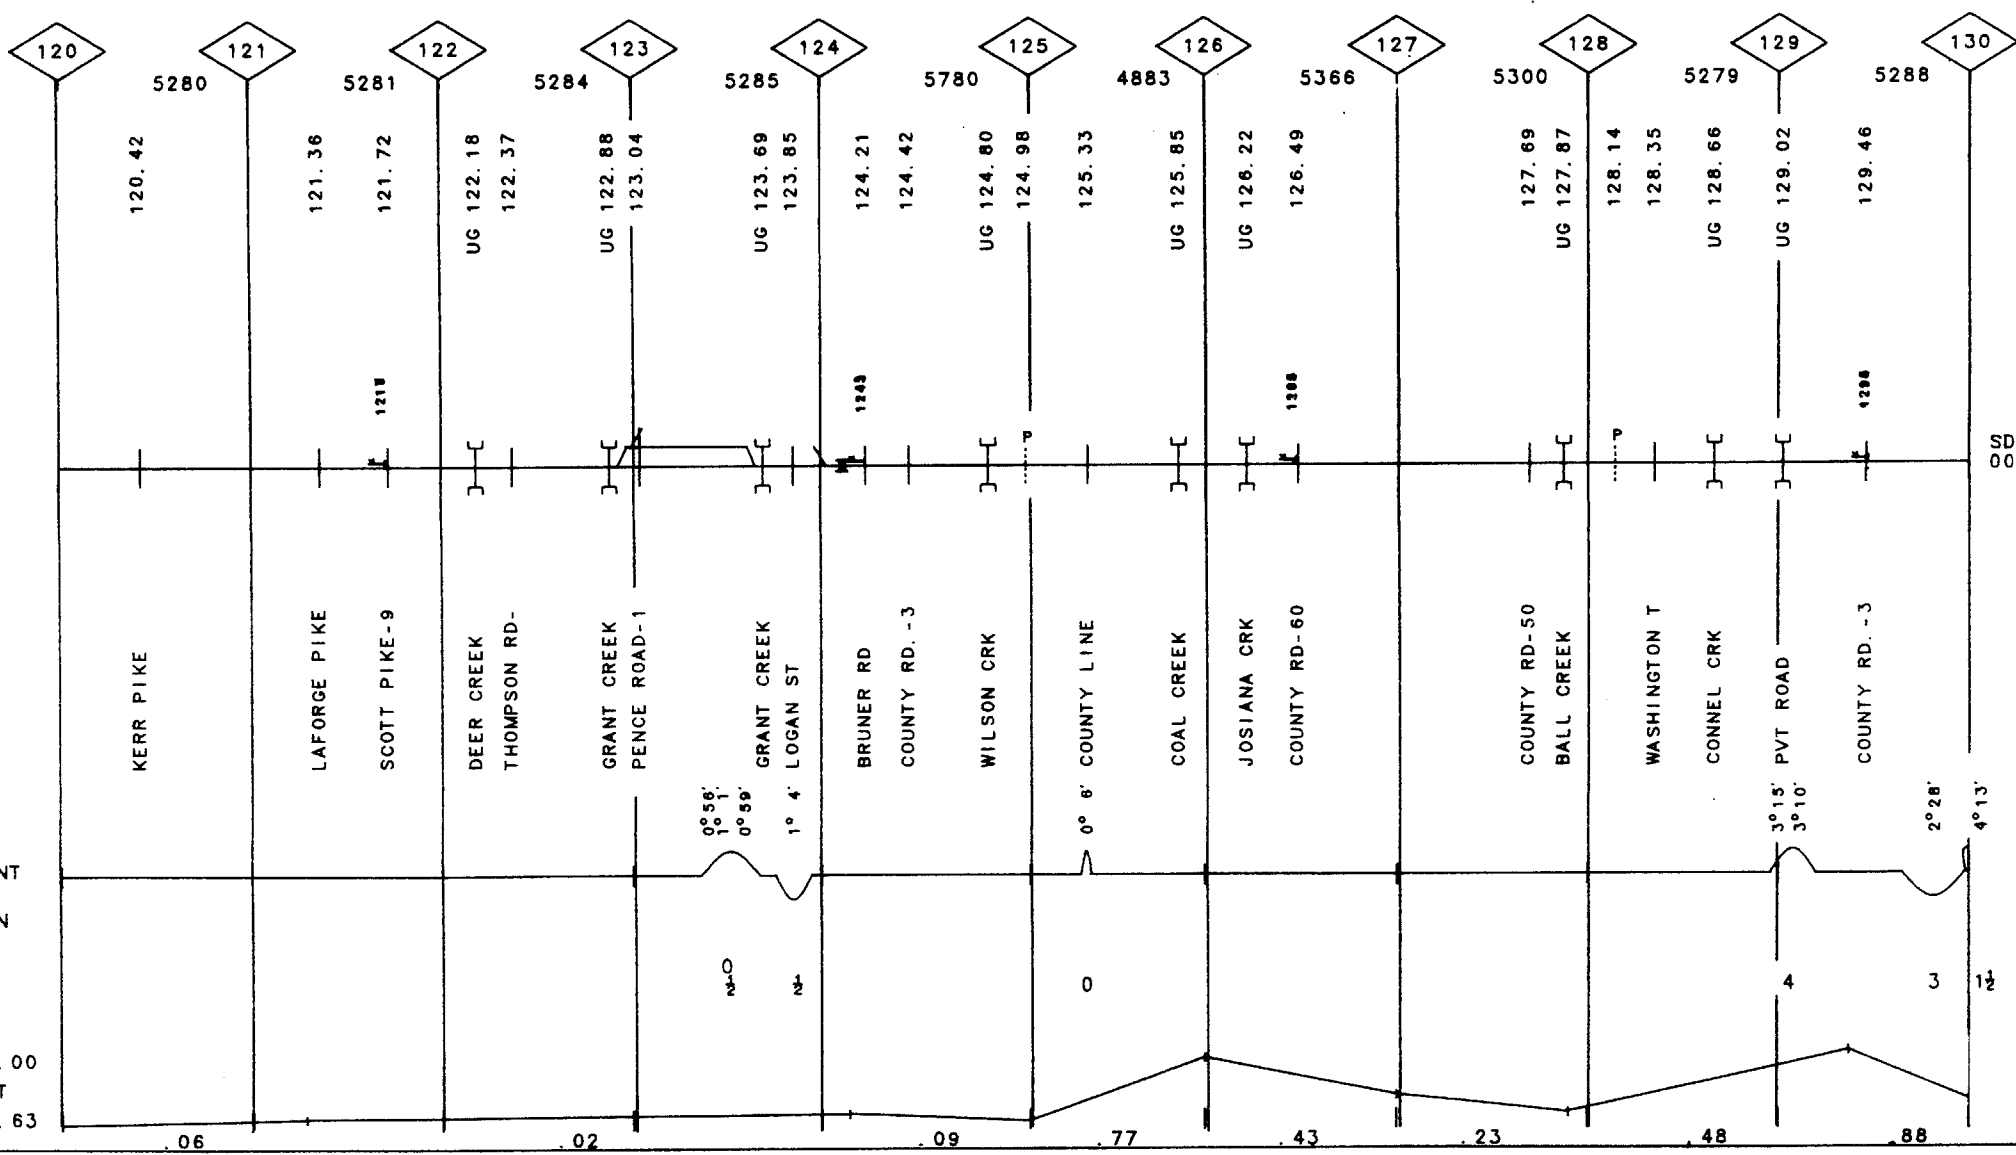 120 121 122 123 124 125 126 127 128 129 130
5280 5281 5284 5285 5780 4883 5366 5300 5279 5288
120.42
121.36
121.72
UG 122.18
122.37
UG 122.88
123.04
UG 123.69
123.85
124.21
124.42
UG 124.80
124.98
125.33
UG 125.85
UG 126.22
126.49
127.69
UG 127.87
128.14
128.35
UG 128.66
UG 129.02
129.46
1243
P
P
SD
00
KERR PIKE
LAFORGE PIKE
SCOTT PIKE-9
DEER CREEK
THOMPSON RD-
GRANT CREEK
PENCE ROAD-1
GRANT CREEK
LOGAN ST
BRUNER RD
COUNTY RD.-3
WILSON CRK
COUNTY LINE
COAL CREEK
JOSIANA CRK
COUNTY RD-60
COUNTY RD-50
BALL CREEK
WASHINGTON T
CONNEL CRK
PVT ROAD
COUNTY RD.-3
1° 1'
0°59'
1° 4'
0° 6'
3°15'
3°10'
2°28'
4°13'
NT
N
0
½ ½ 0 4 3 1½
00
T
63
.06 .02 .09 .77 .43 .23 .48 .88